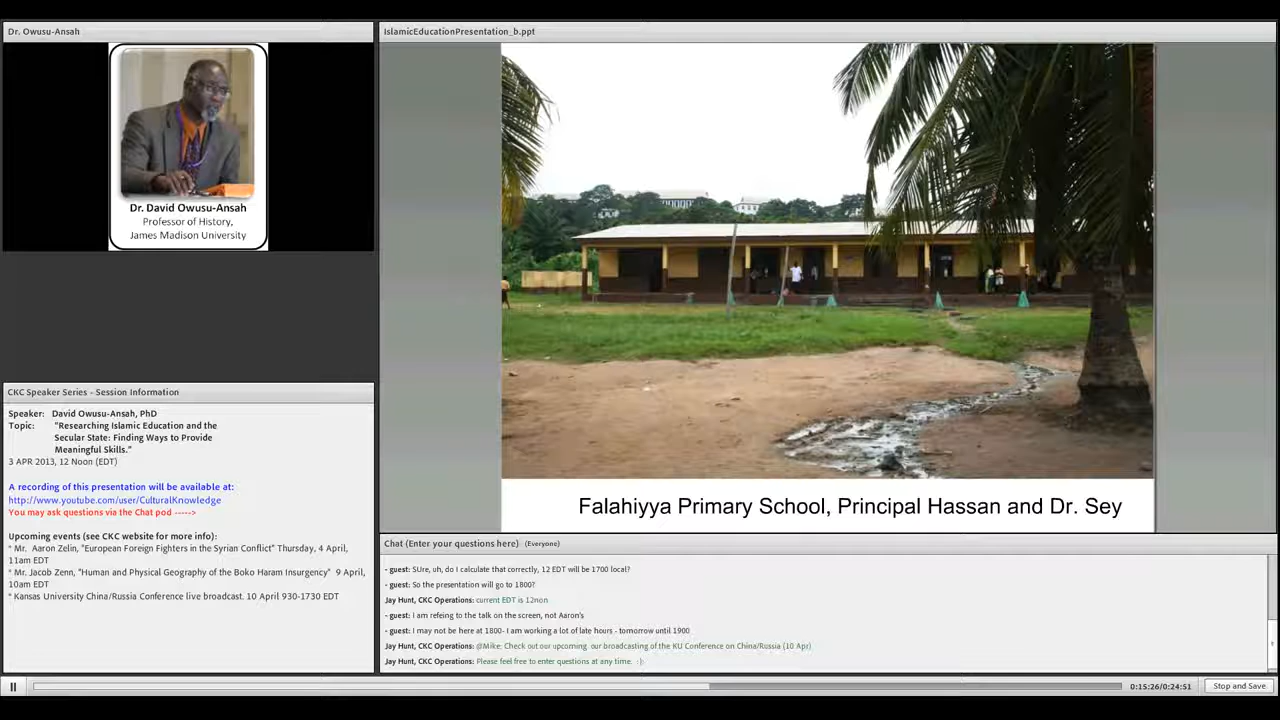 Dr. Owusu-Ansah
Dr. David Owusu-Ansah
Professor of History,
James Madison University
IslamicEducationPresentation_b.ppt
Falahiyya Primary School, Principal Hassan and Dr. Sey
CKC Speaker Series - Session Information
Speaker: David Owusu-Ansah, PhD
Topic: "Researching Islamic Education and the
Secular State: Finding Ways to Provide
Meaningful Skills."
3 APR 2013, 12 Noon (EDT)
A recording of this presentation will be available at:
http://www.youtube.com/user/CulturalKnowledge
You may ask questions via the Chat pod ----->
Upcoming events (see CKC website for more info):
* Mr. Aaron Zelin, "European Foreign Fighters in the Syrian Conflict" Thursday, 4 April,
11am EDT
* Mr. Jacob Zenn, "Human and Physical Geography of the Boko Haram Insurgency" 9 April,
10am EDT
* Kansas University China/Russia Conference live broadcast. 10 April 930-1730 EDT
Chat (Enter your questions here) (Everyone)
- guest: SUre, uh, do I calculate that correctly, 12 EDT will be 1700 local?
- guest: So the presentation will go to 1800?
Jay Hunt, CKC Operations: current EDT is 12non
- guest: I am refeing to the talk on the screen, not Aaron's
- guest: I may not be here at 1800- I am working a lot of late hours - tomorrow until 1900
Jay Hunt, CKC Operations: @Mike: Check out our upcoming our broadcasting of the KU Conference on China/Russia (10 Apr)
Jay Hunt, CKC Operations: Please feel free to enter questions at any time. :)
0:15:26/0:24:51
Stop and Save